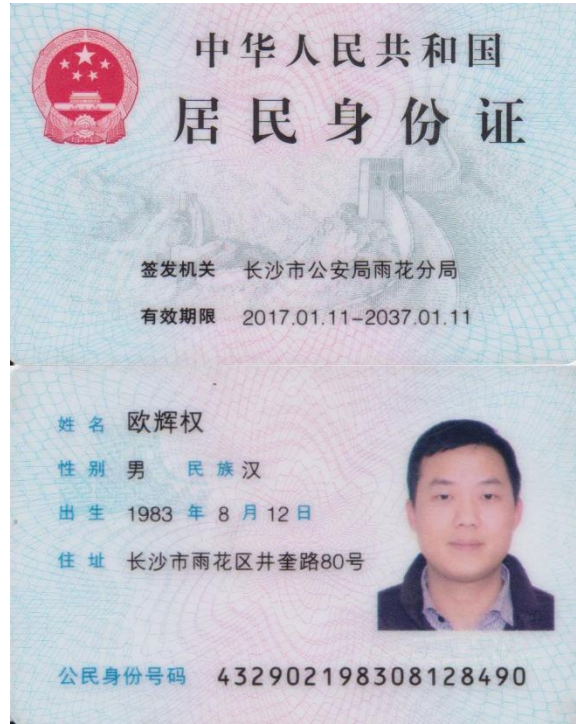 中华人民共和国
居民身份证
签发机关 长沙市公安局雨花分局
有效期限 2017.01.11-2037.01.11
姓名 欧辉权
性别 男 民族 汉
出生 1983 年 8 月 12 日
住址 长沙市雨花区井奎路80号
公民身份号码 432902198308128490